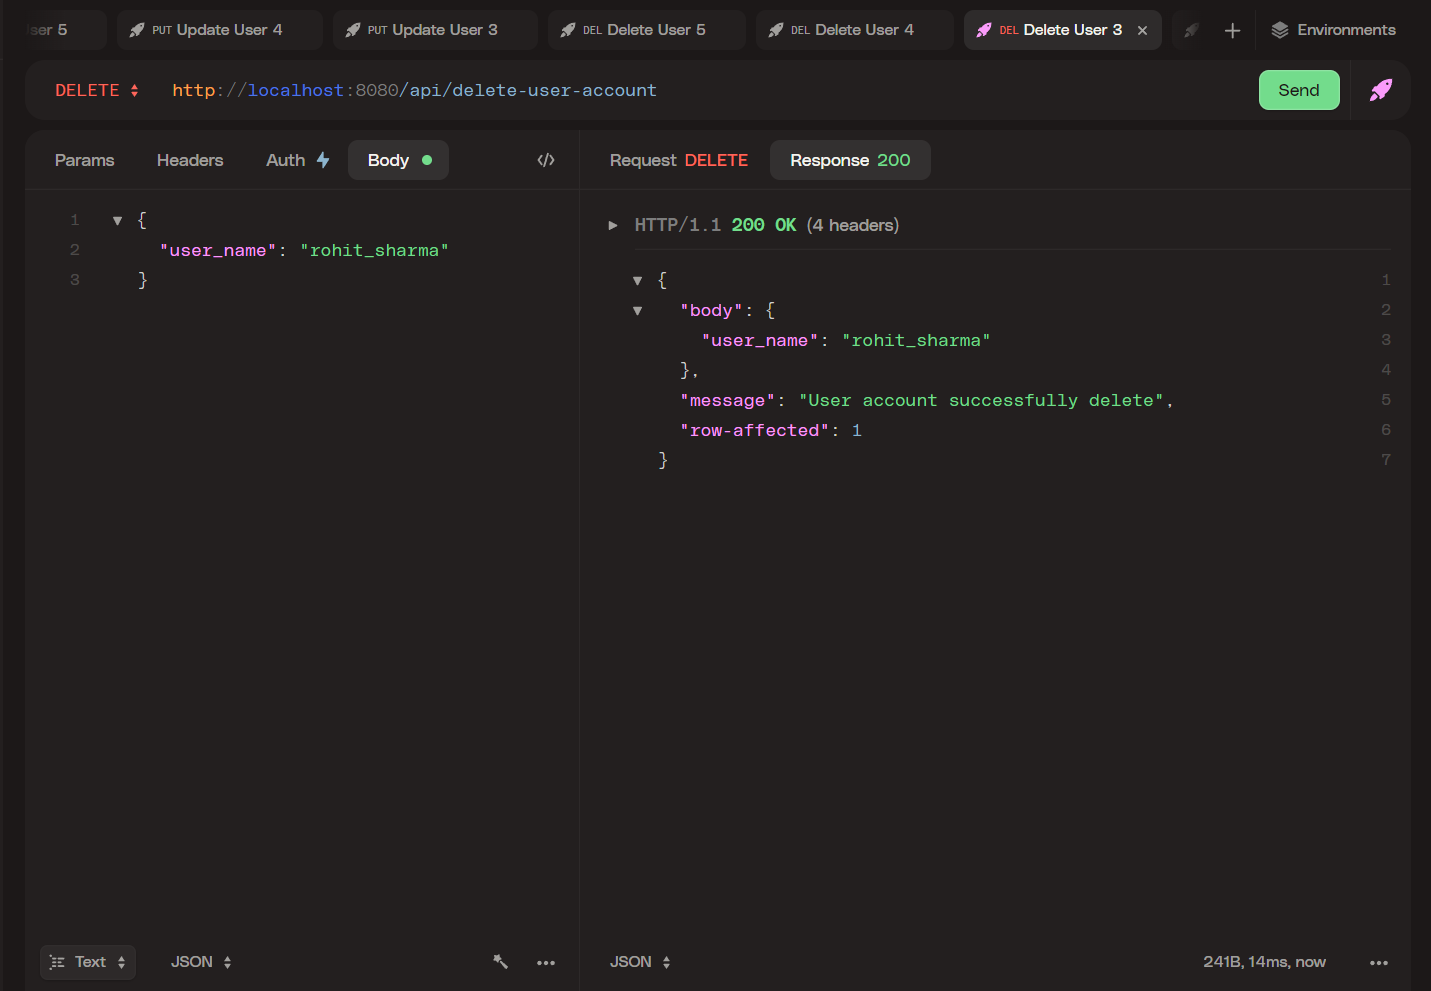 ser 5
PUT Update User 4
PUT Update User 3
DEL Delete User 5
DEL Delete User 4
DEL Delete User 3
Environments
DELETE http://localhost:8080/api/delete-user-account
Send
Params Headers Auth Body
</>
Request DELETE Response 200
1 {
2 "user_name": "rohit_sharma"
3 }
HTTP/1.1 200 OK (4 headers)
{ 1
"body": { 2
"user_name": "rohit_sharma" 3
}, 4
"message": "User account successfully delete", 5
"row-affected": 1 6
} 7
Text JSON
JSON 241B, 14ms, now